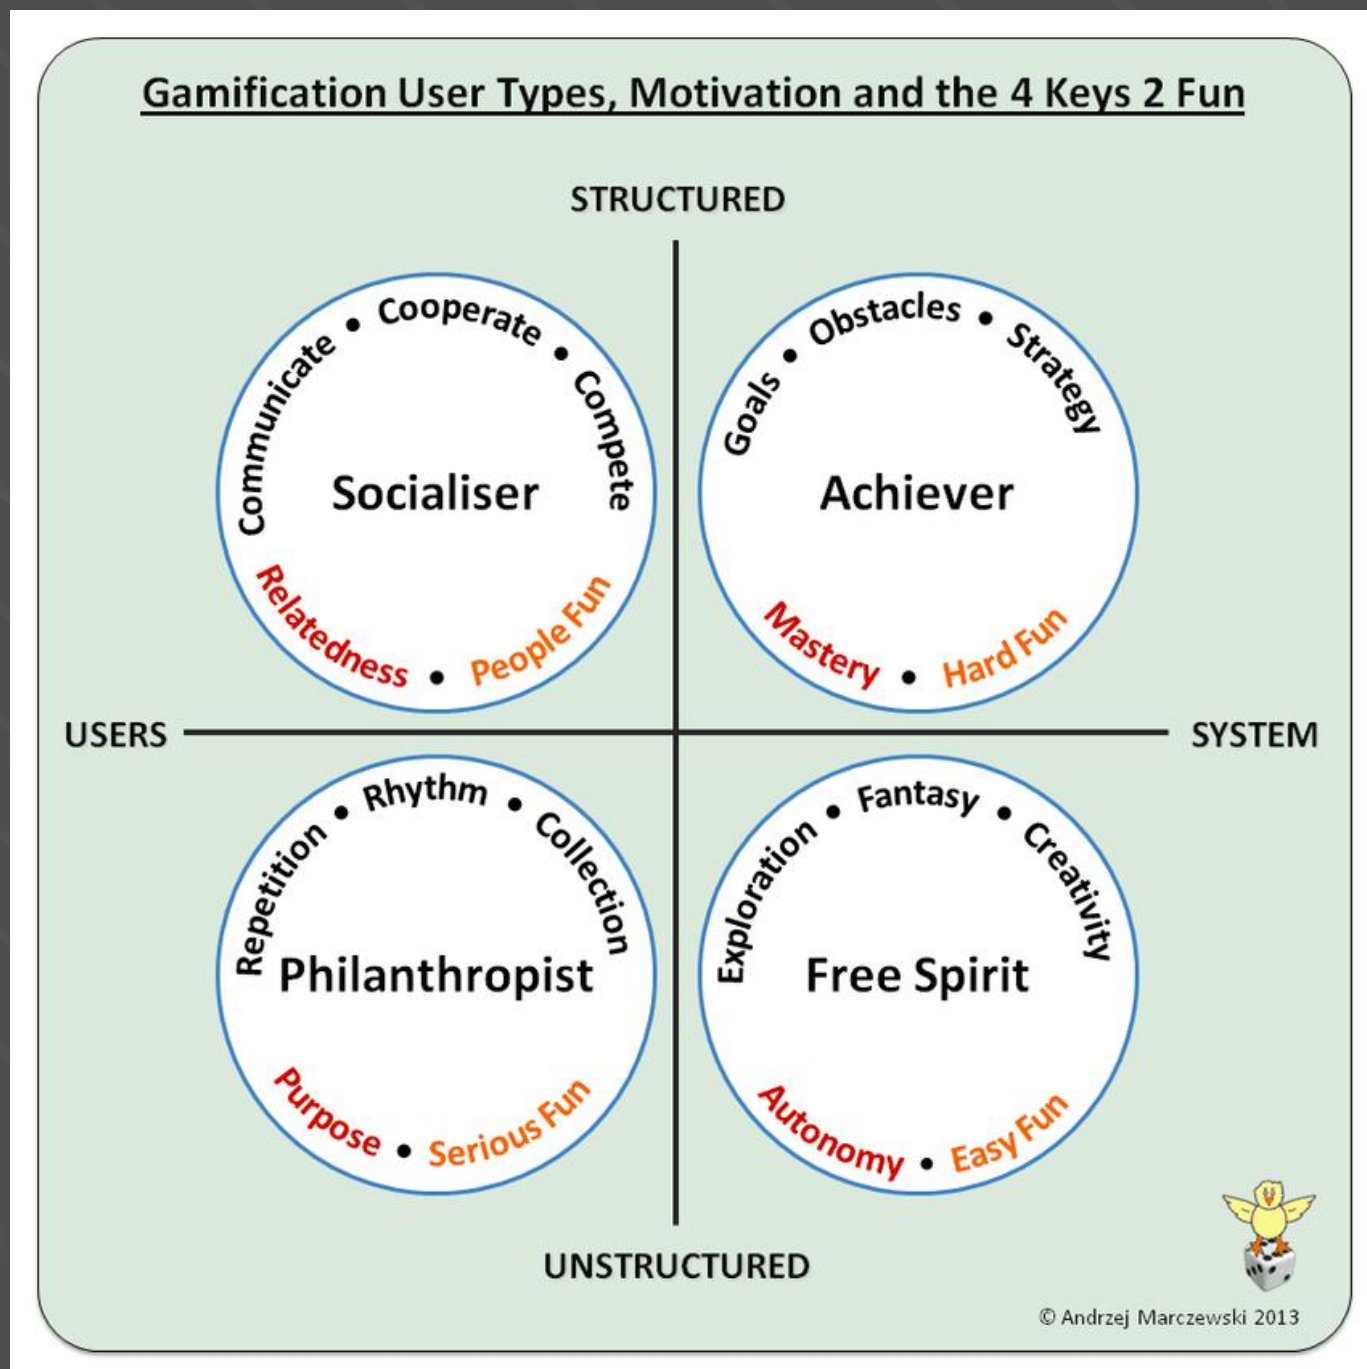 Gamification User Types, Motivation and the 4 Keys 2 Fun
STRUCTURED
Communicate • Cooperate • Compete
Socialiser
Relatedness • People Fun
Goals • Obstacles • Strategy
Achiever
Mastery • Hard Fun
USERS
SYSTEM
Repetition • Rhythm • Collection
Philanthropist
Purpose • Serious Fun
Exploration • Fantasy • Creativity
Free Spirit
Autonomy • Easy Fun
UNSTRUCTURED
© Andrzej Marczewski 2013